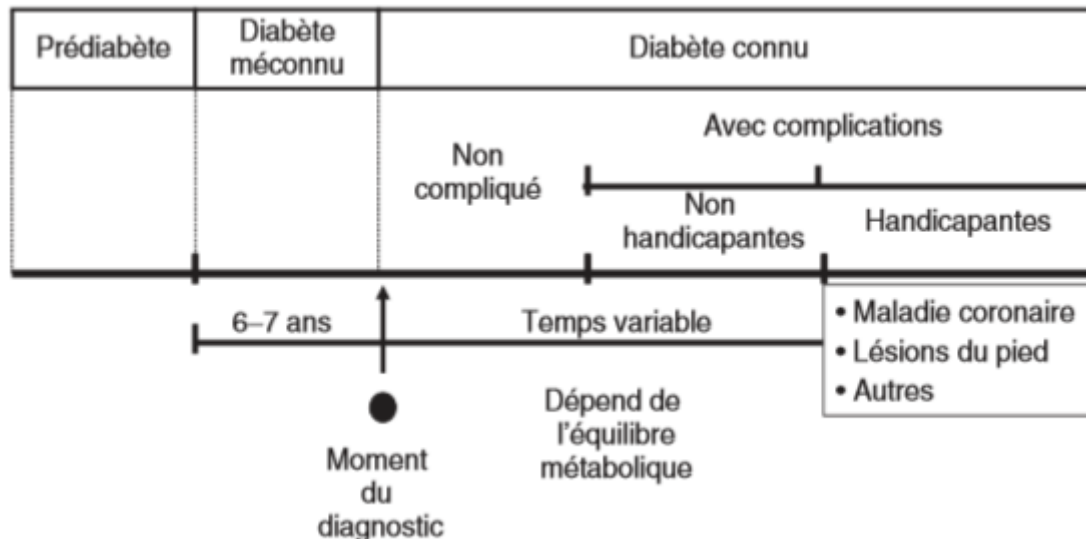 Prédiabète
Diabète
méconnu
Diabète connu
Avec complications
Non
compliqué
Non
handicapantes
Handicapantes
6–7 ans
Temps variable
• Maladie coronaire
• Lésions du pied
• Autres
Dépend de
l'équilibre
métabolique
Moment
du
diagnostic